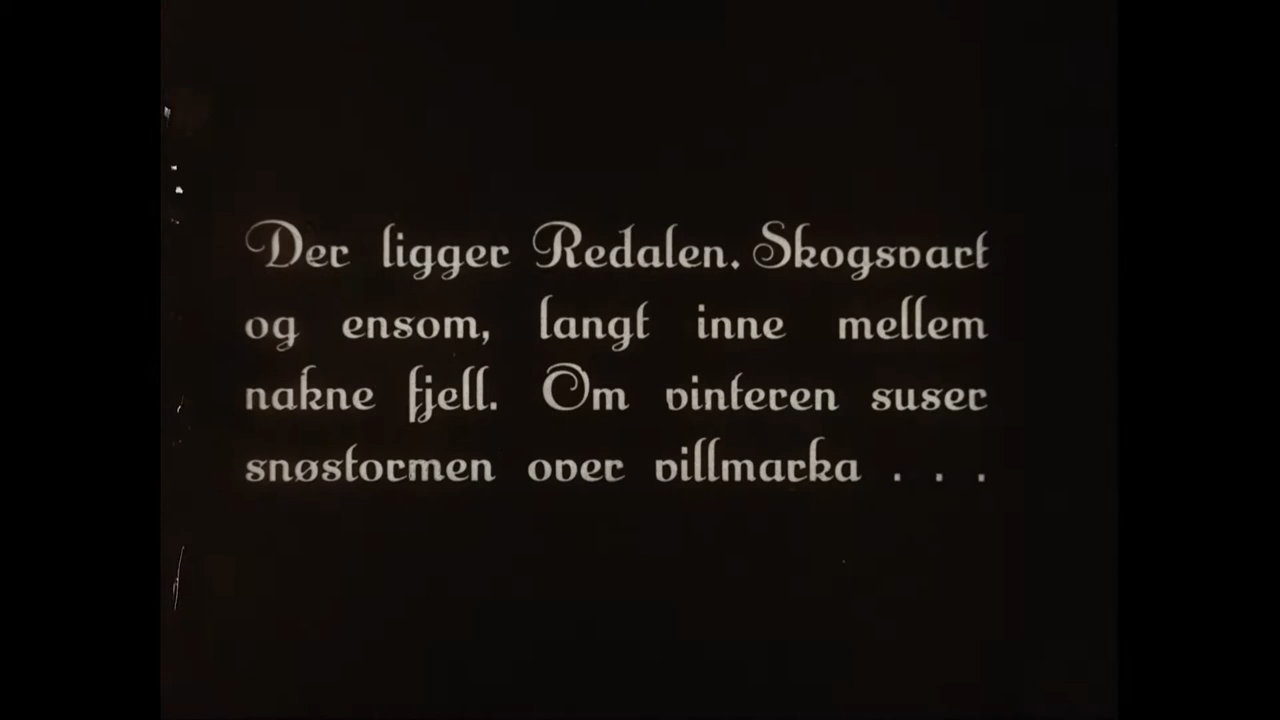 Der ligger Redalen. Skogsvart
og ensom, langt inne mellem
nakne fjell. Om vinteren suser
snøstormen over villmarka . . .